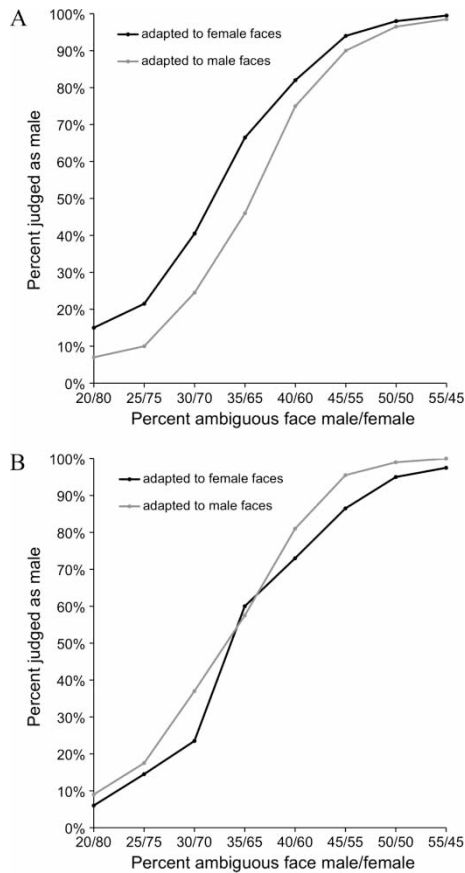 A
100%
90%
80%
70%
60%
50%
40%
30%
20%
10%
0%
Percent judged as male
adapted to female faces
adapted to male faces
20/80 25/75 30/70 35/65 40/60 45/55 50/50 55/45
Percent ambiguous face male/female
B
100%
90%
80%
70%
60%
50%
40%
30%
20%
10%
0%
Percent judged as male
adapted to female faces
adapted to male faces
20/80 25/75 30/70 35/65 40/60 45/55 50/50 55/45
Percent ambiguous face male/female